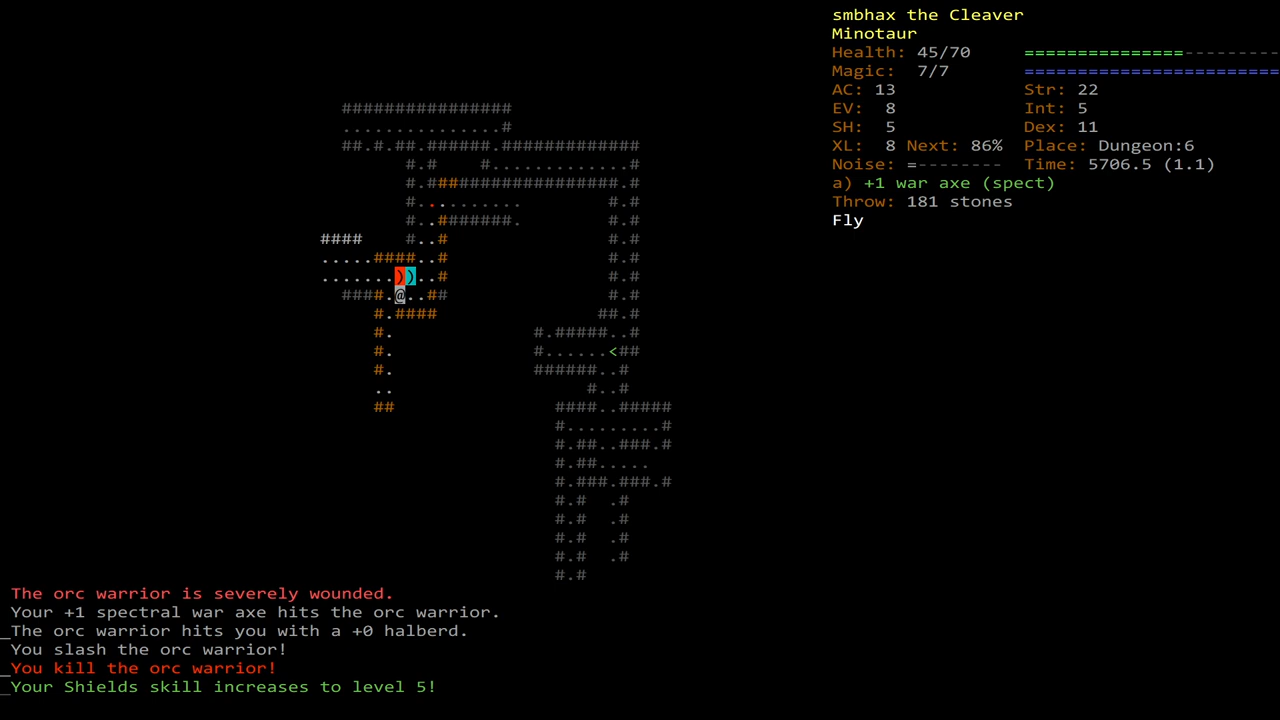 smbhax the Cleaver
Minotaur
Health: 45/70 ===============---------
Magic: 7/7 ========================
AC: 13 Str: 22
EV: 8 Int: 5
SH: 5 Dex: 11
XL: 8 Next: 86% Place: Dungeon:6
Noise: =-------- Time: 5706.5 (1.1)
a) +1 war axe (spect)
Throw: 181 stones
Fly
################
...............#
##.#.##.######.#############
#.# #.............#
#.##################.#
#...........  #.#
#..########. #.#
#### #..# #.#
.....####..# #.#
.......))..# #.#
####.@..## #.#
#.#### ##.#
#. #.#####..#
#. #......<##
#. ######..#
.. #..#
## ####..#####
#.........#
#.##..###.#
#.##.....
#.###.###.#
#.# .#
#.# .#
#.# .#
#.# .#
#.#
The orc warrior is severely wounded.
Your +1 spectral war axe hits the orc warrior.
_The orc warrior hits you with a +0 halberd.
You slash the orc warrior!
_You kill the orc warrior!
_Your Shields skill increases to level 5!